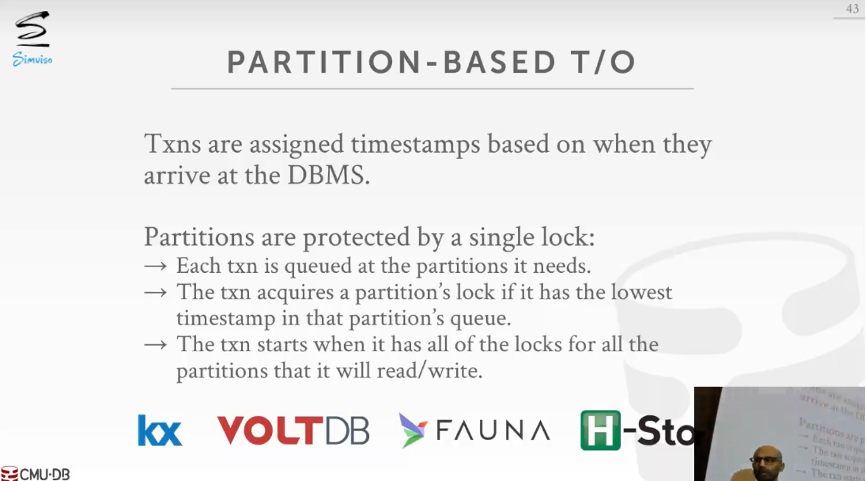 43
Simviso
PARTITION-BASED T/O
Txns are assigned timestamps based on when they
arrive at the DBMS.
Partitions are protected by a single lock:
→ Each txn is queued at the partitions it needs.
→ The txn acquires a partition's lock if it has the lowest
timestamp in that partition's queue.
→ The txn starts when it has all of the locks for all the
partitions that it will read/write.
kx VOLTDB FAUNA H-Sto
CMU·DB